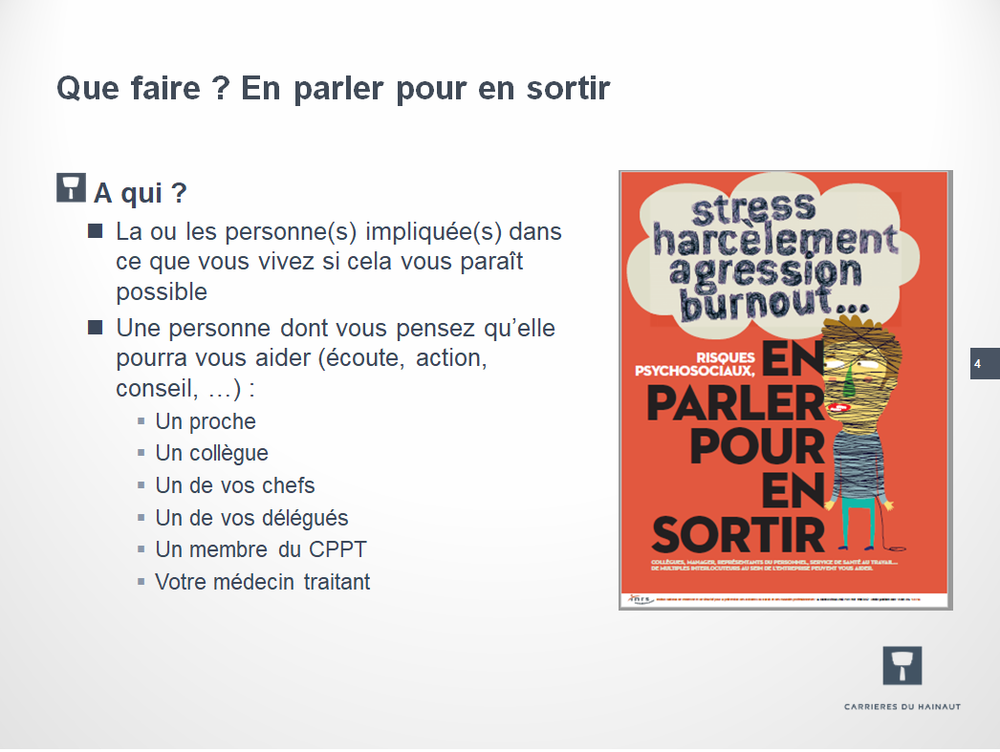 Que faire ? En parler pour en sortir
A qui ?
La ou les personne(s) impliquée(s) dans
ce que vous vivez si cela vous paraît
possible
Une personne dont vous pensez qu’elle
pourra vous aider (écoute, action,
conseil, …) :
Un proche
Un collègue
Un de vos chefs
Un de vos délégués
Un membre du CPPT
Votre médecin traitant
stress
harcèlement
agression
burnout...
RISQUES
PSYCHOSOCIAUX,
EN
PARLER
POUR
EN
SORTIR
COLLÈGUES, MANAGER, REPRÉSENTANTS DU PERSONNEL, SERVICE DE SANTÉ AU TRAVAIL...
DE MULTIPLES INTERLOCUTEURS AU SEIN DE L'ENTREPRISE PEUVENT VOUS AIDER.
inrs
4
CARRIERES DU HAINAUT